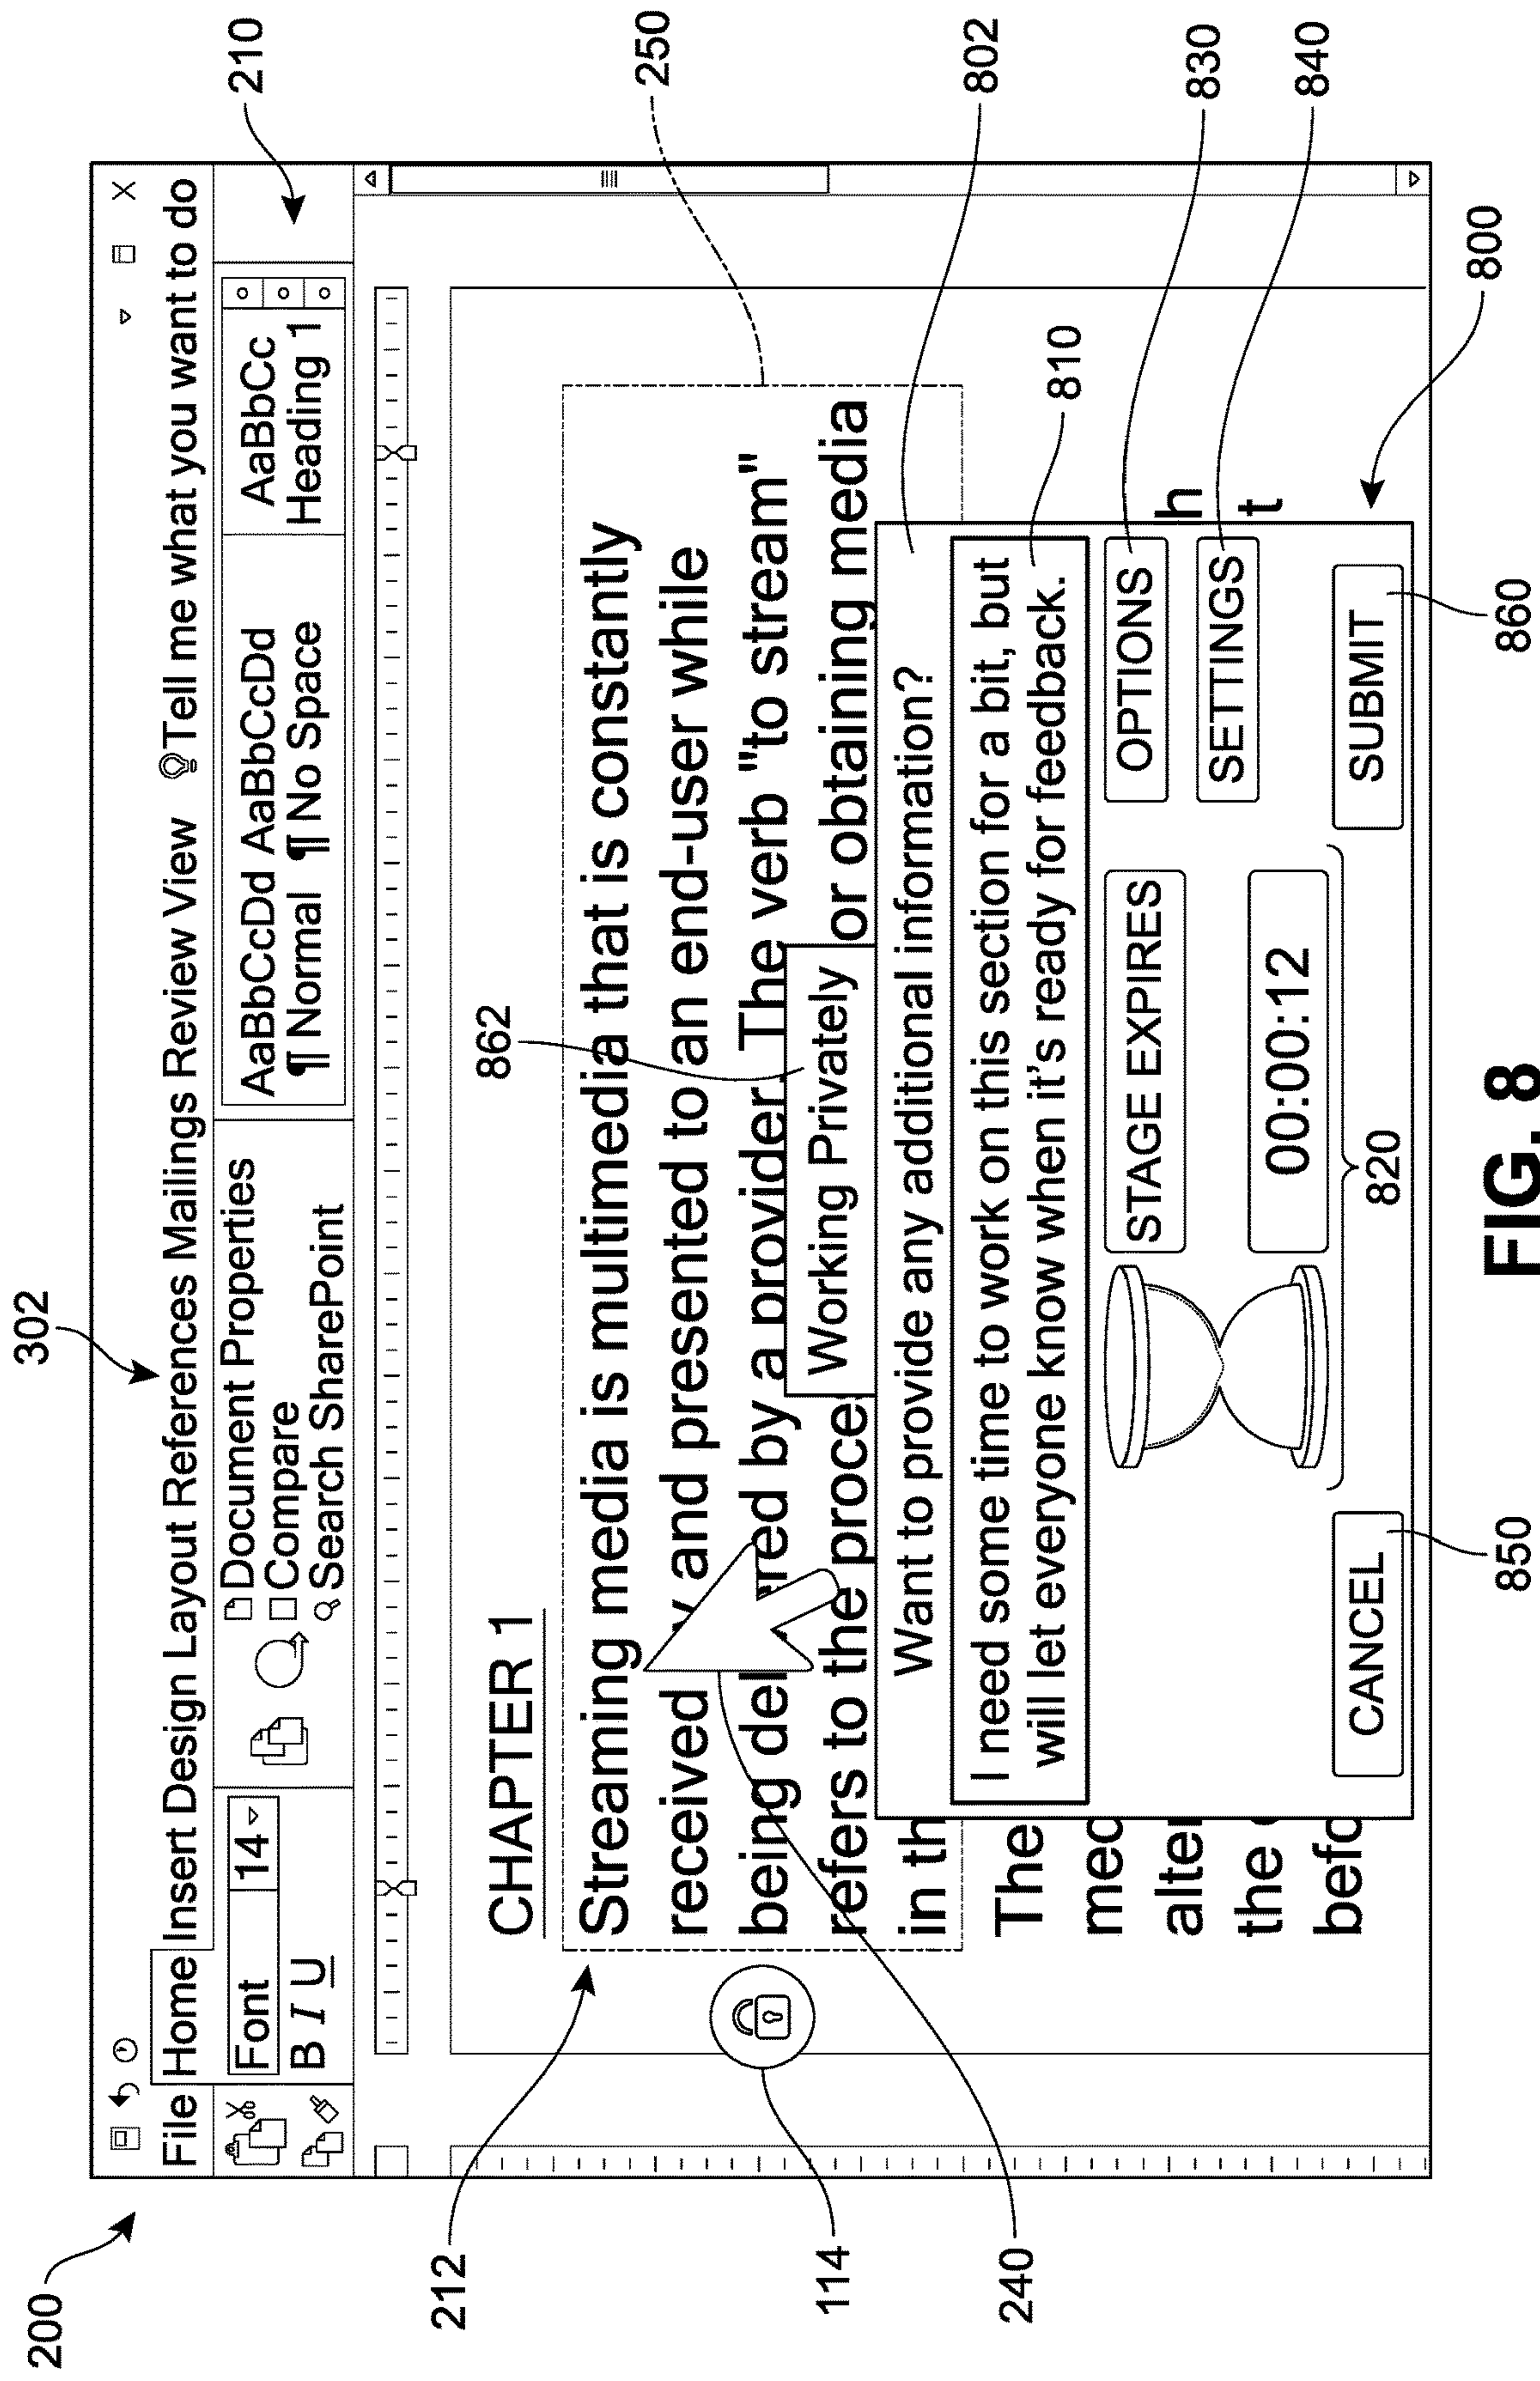 200
302
210
File Home Insert Design Layout References Mailings Review View Tell me what you want to do
Font 14
B I U
Document Properties
Compare
Search SharePoint
AaBbCcDd AaBbCcDd AaBbCc
¶ Normal ¶ No Space Heading 1
212
862
250
CHAPTER 1
Streaming media is multimedia that is constantly
received y and presented to an end-user while
being del red by a provider. The verb "to stream"
refers to the proce or obtaining media
in th
The
med
alter
the
befo
h
t
114
240
Working Privately
802
Want to provide any additional information?
I need some time to work on this section for a bit, but
will let everyone know when it's ready for feedback.
810
STAGE EXPIRES
00:00:12
820
OPTIONS
830
SETTINGS
840
CANCEL
850
SUBMIT
860
800
FIG. 8